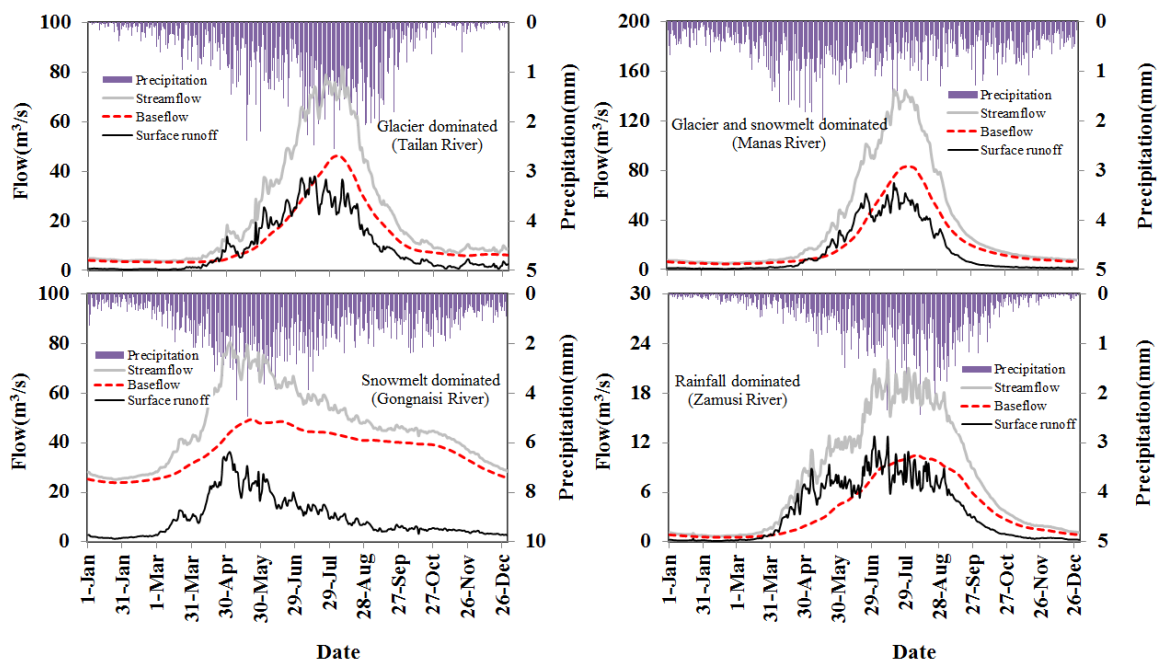 100
80
60
40
20
0
Flow(m³/s)
0
1
2
3
4
5
Precipitation(mm)
Precipitation
Streamflow
Baseflow
Surface runoff
Glacier dominated
(Tailan River)
200
160
120
80
40
0
Flow(m³/s)
0
1
2
3
4
5
Precipitation(mm)
Precipitation
Streamflow
Baseflow
Surface runoff
Glacier and snowmelt dominated
(Manas River)
100
80
60
40
20
0
Flow(m³/s)
0
2
4
6
8
10
Precipitation(mm)
Precipitation
Streamflow
Baseflow
Surface runoff
Snowmelt dominated
(Gongnaisi River)
1-Jan
31-Jan
1-Mar
31-Mar
30-Apr
30-May
29-Jun
29-Jul
28-Aug
27-Sep
27-Oct
26-Nov
26-Dec
Date
30
24
18
12
6
0
Flow(m³/s)
0
1
2
3
4
5
Precipitation(mm)
Precipitation
Streamflow
Baseflow
Surface runoff
Rainfall dominated
(Zamusi River)
1-Jan
31-Jan
1-Mar
31-Mar
30-Apr
30-May
29-Jun
29-Jul
28-Aug
27-Sep
27-Oct
26-Nov
26-Dec
Date